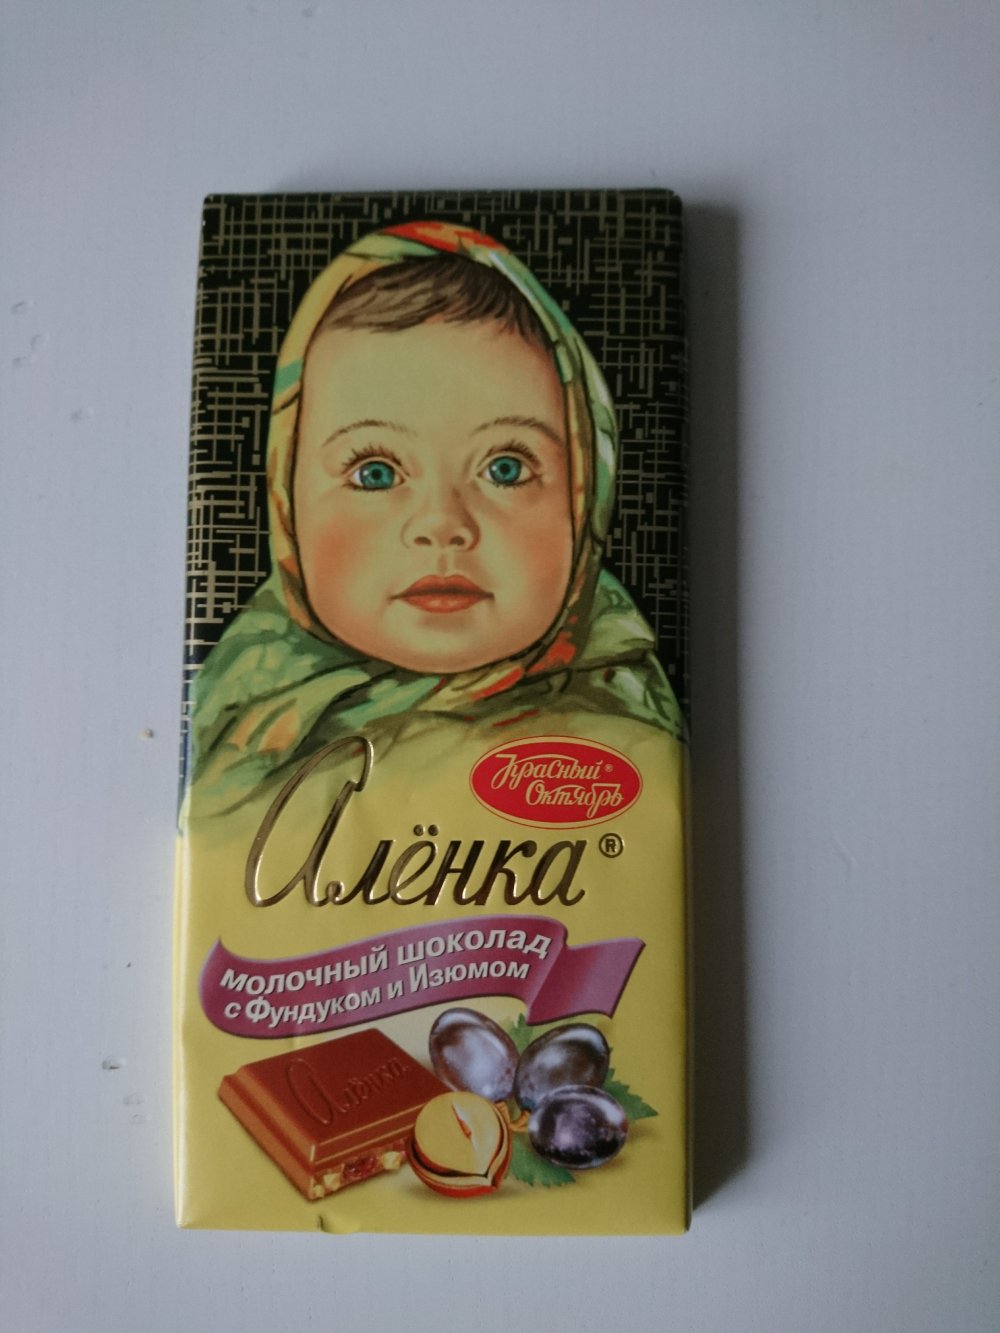 Красный®
Октябрь
Алёнка®
молочный шоколад
с Фундуком и Изюмом
Алёнка